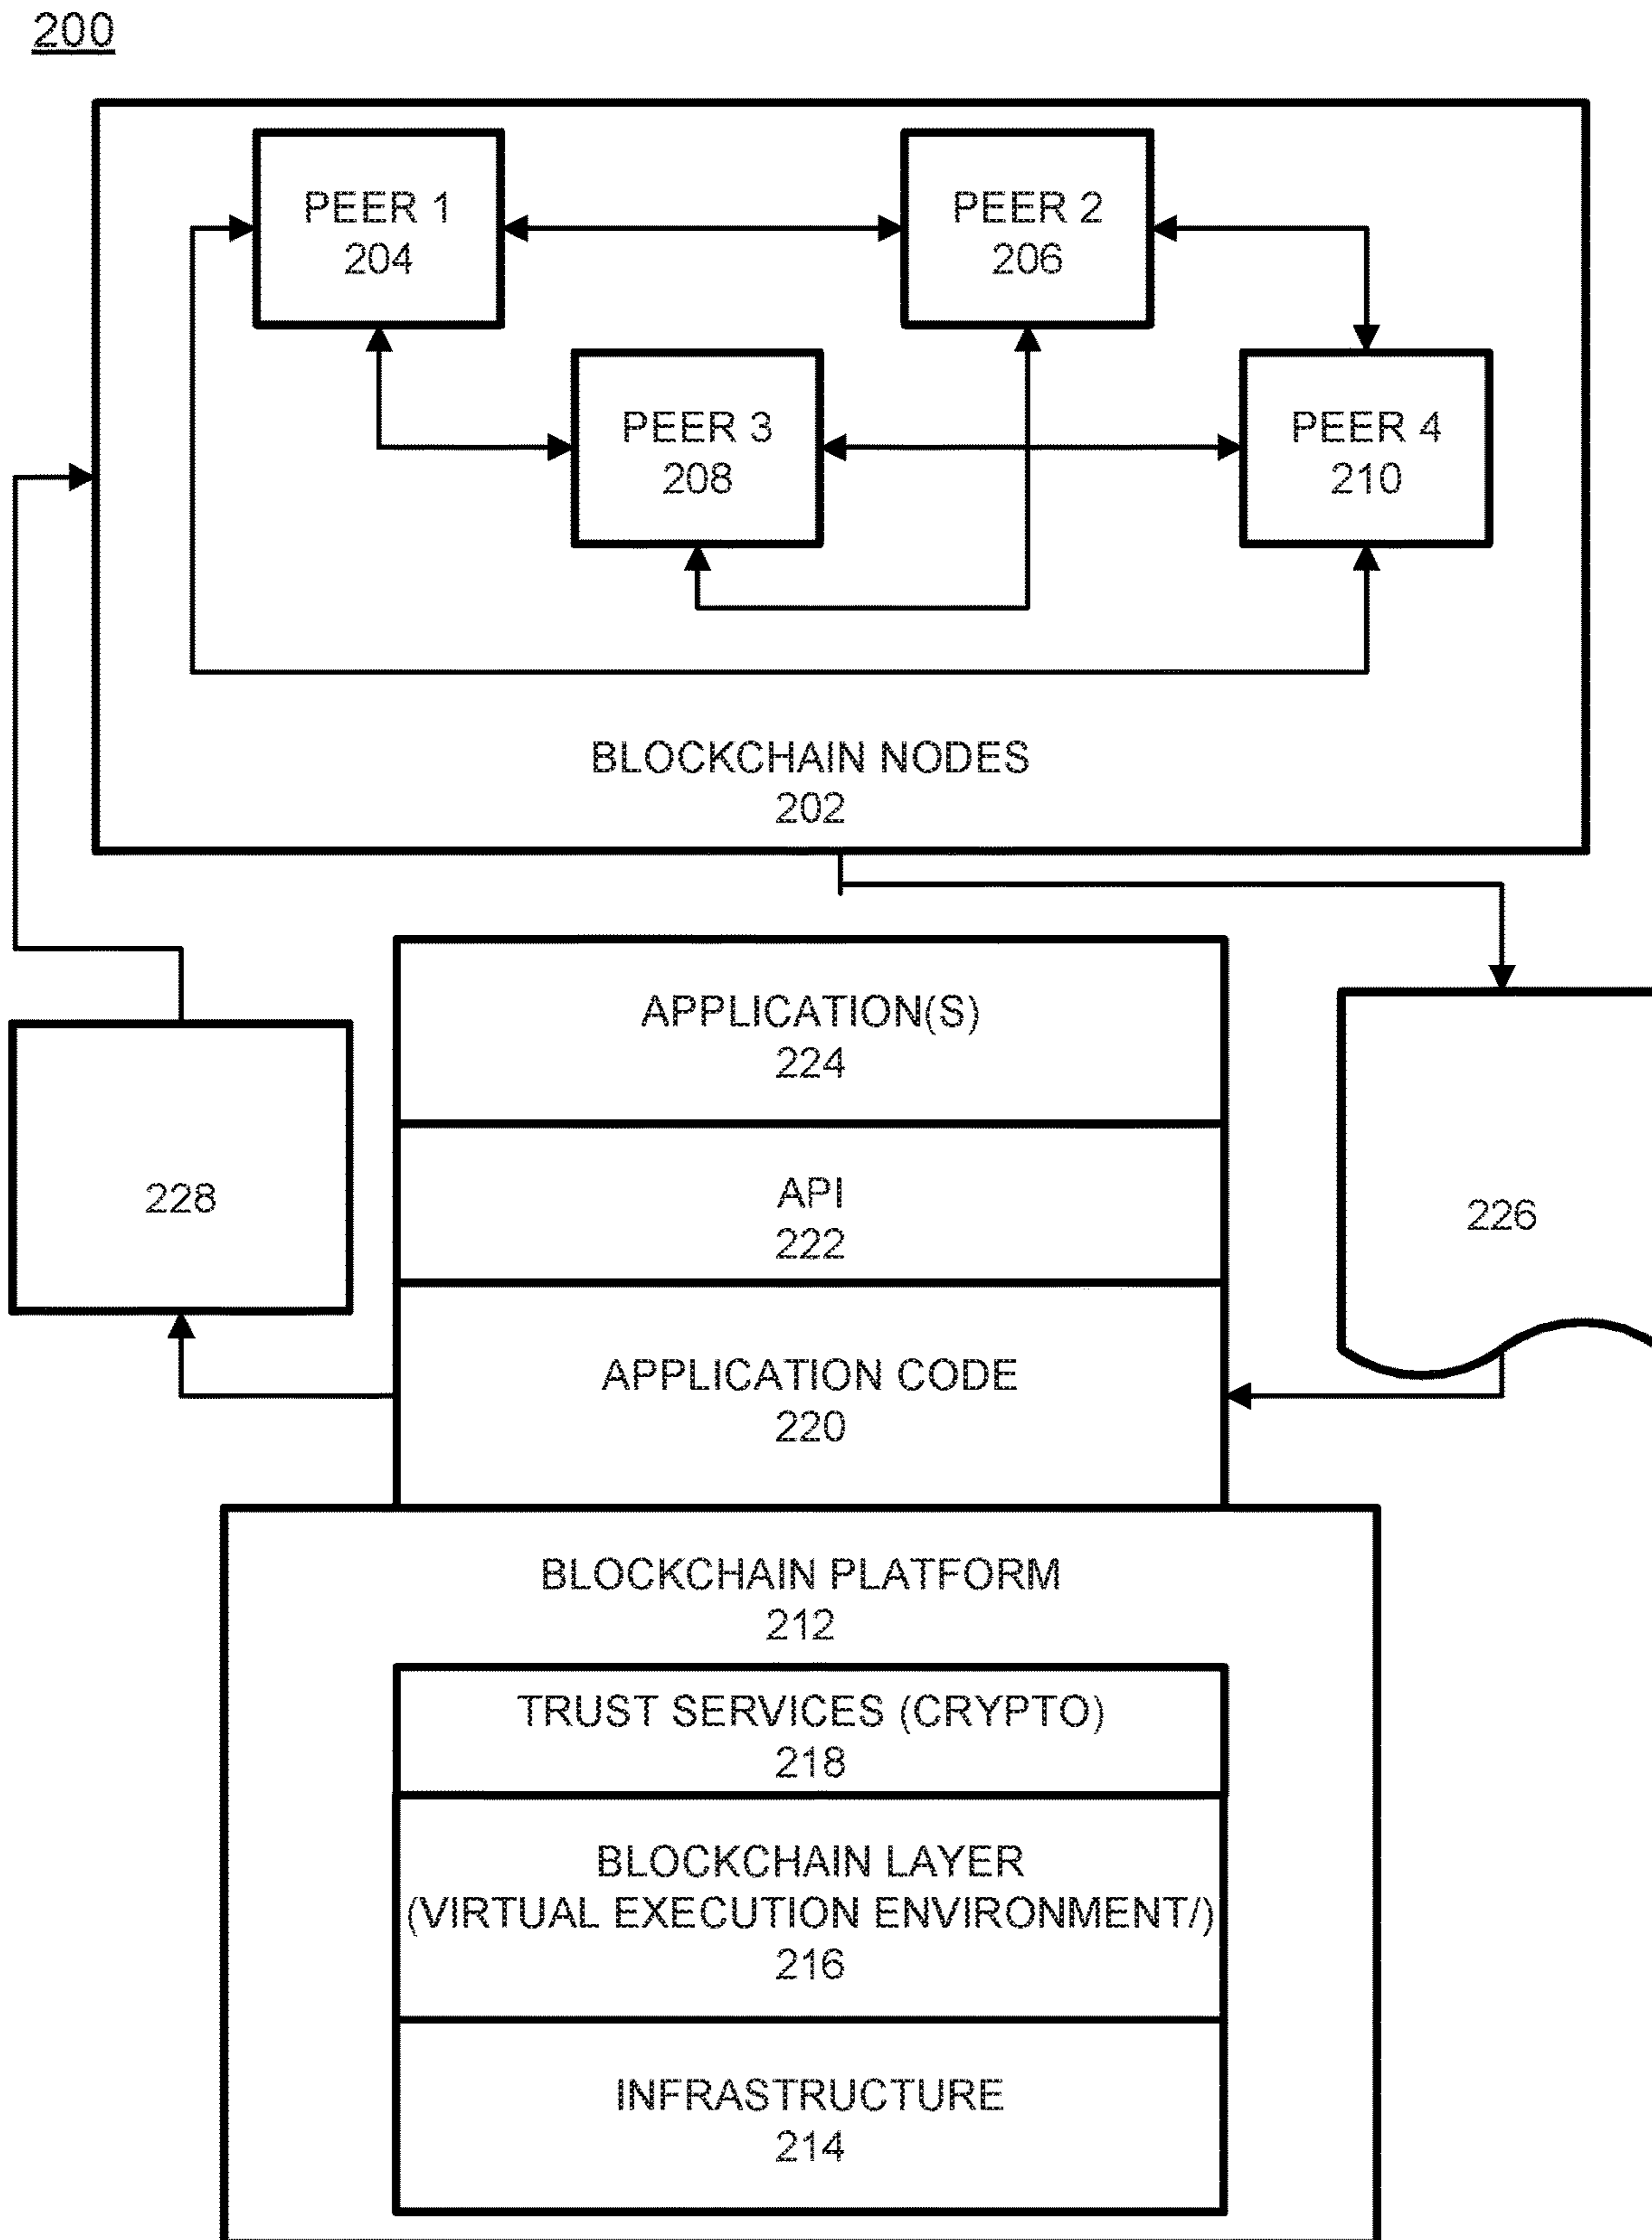 200
PEER 1
204
PEER 2
206
PEER 3
208
PEER 4
210
BLOCKCHAIN NODES
202
APPLICATION(S)
224
API
222
228
226
APPLICATION CODE
220
BLOCKCHAIN PLATFORM
212
TRUST SERVICES (CRYPTO)
218
BLOCKCHAIN LAYER
(VIRTUAL EXECUTION ENVIRONMENT/)
216
INFRASTRUCTURE
214